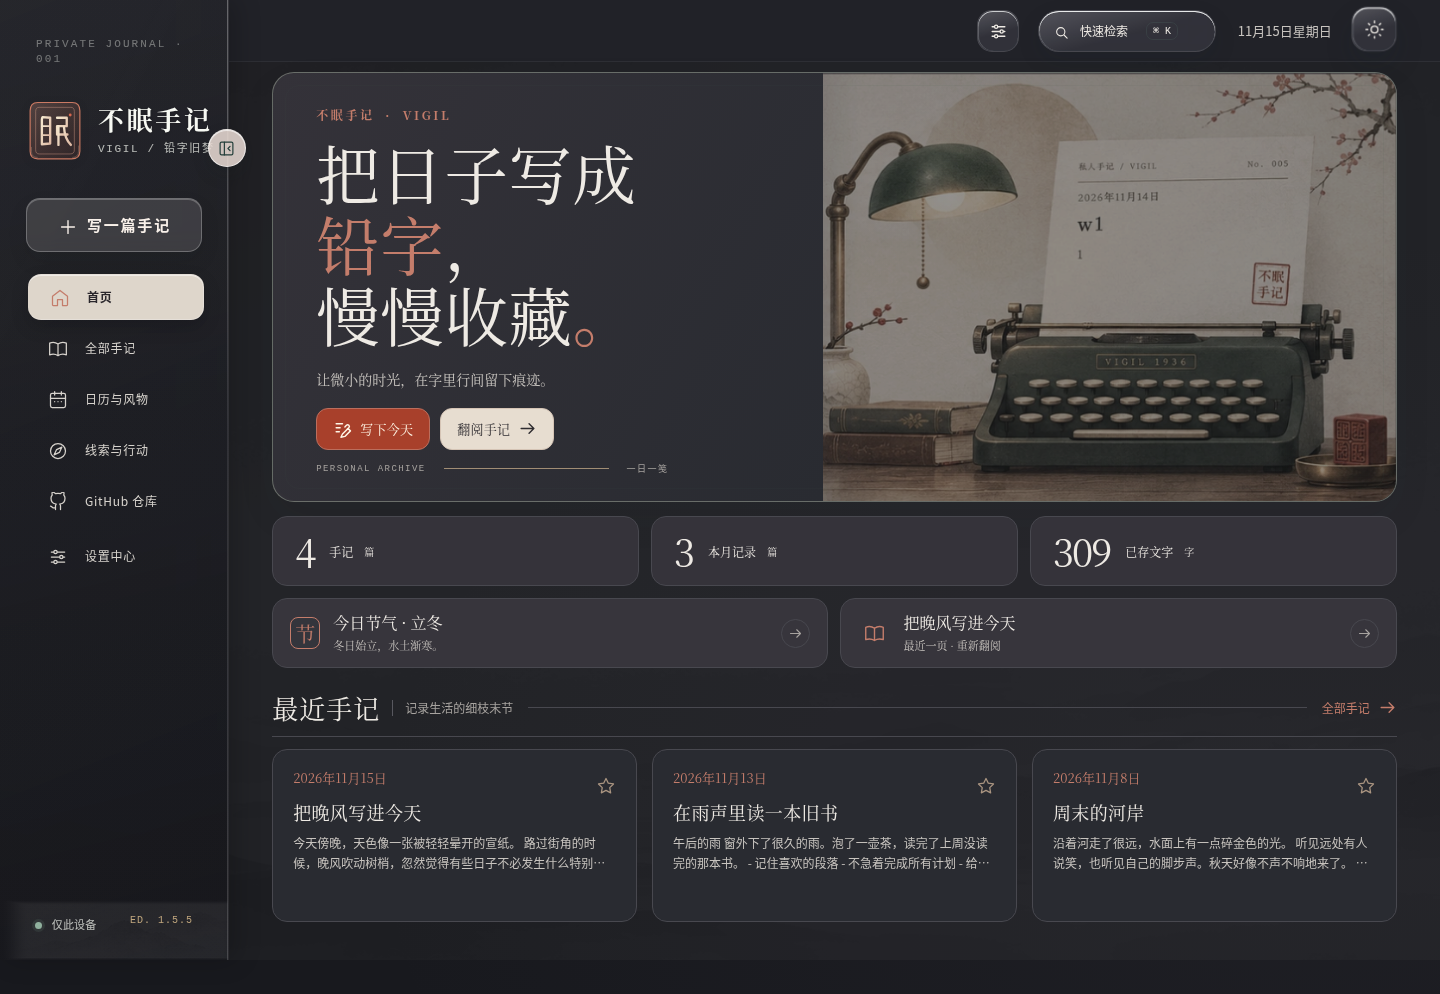 PRIVATE JOURNAL ·
001
不眠手记
VIGIL / 铅字旧
眠
写一篇手记
首页
全部手记
日历与风物
线索与行动
GitHub 仓库
设置中心
仅此设备
ED. 1.5.5
快速检索 ⌘ K
11月15日星期日
不眠手记 · VIGIL
把日子写成
铅字，
慢慢收藏。
让微小的时光，在字里行间留下痕迹。
写下今天
翻阅手记
PERSONAL ARCHIVE
一日一笺
私人手记 / VIGIL
No. 005
2026年11月14日
w1
1
不眠
手记
VIGIL 1936
4 手记 篇
3 本月记录 篇
309 已存文字 字
节
今日节气 · 立冬
冬日始立，水土渐寒。
把晚风写进今天
最近一页 · 重新翻阅
最近手记
记录生活的细枝末节
全部手记
2026年11月15日
把晚风写进今天
今天傍晚，天色像一张被轻轻晕开的宣纸。 路过街角的时
候，晚风吹动树梢，忽然觉得有些日子不必发生什么特别…
2026年11月13日
在雨声里读一本旧书
午后的雨 窗外下了很久的雨。泡了一壶茶，读完了上周没读
完的那本书。 - 记住喜欢的段落 - 不急着完成所有计划 - 给…
2026年11月8日
周末的河岸
沿着河走了很远，水面上有一点碎金色的光。 听见远处有人
说笑，也听见自己的脚步声。秋天好像不声不响地来了。 …